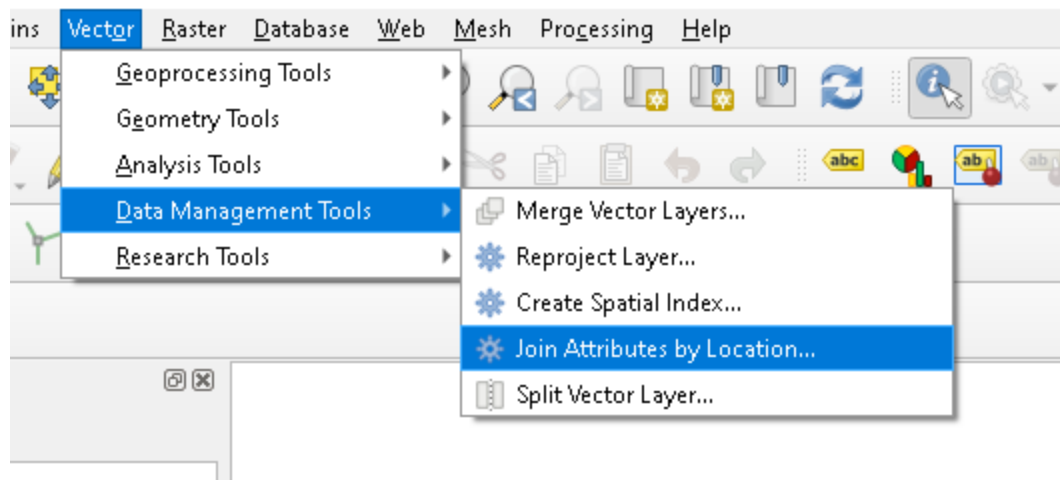 ins Vector Raster Database Web Mesh Processing Help
Geoprocessing Tools
Geometry Tools
Analysis Tools
abc ab ab
Data Management Tools
Merge Vector Layers...
Research Tools
Reproject Layer...
Create Spatial Index...
Join Attributes by Location...
Split Vector Layer...